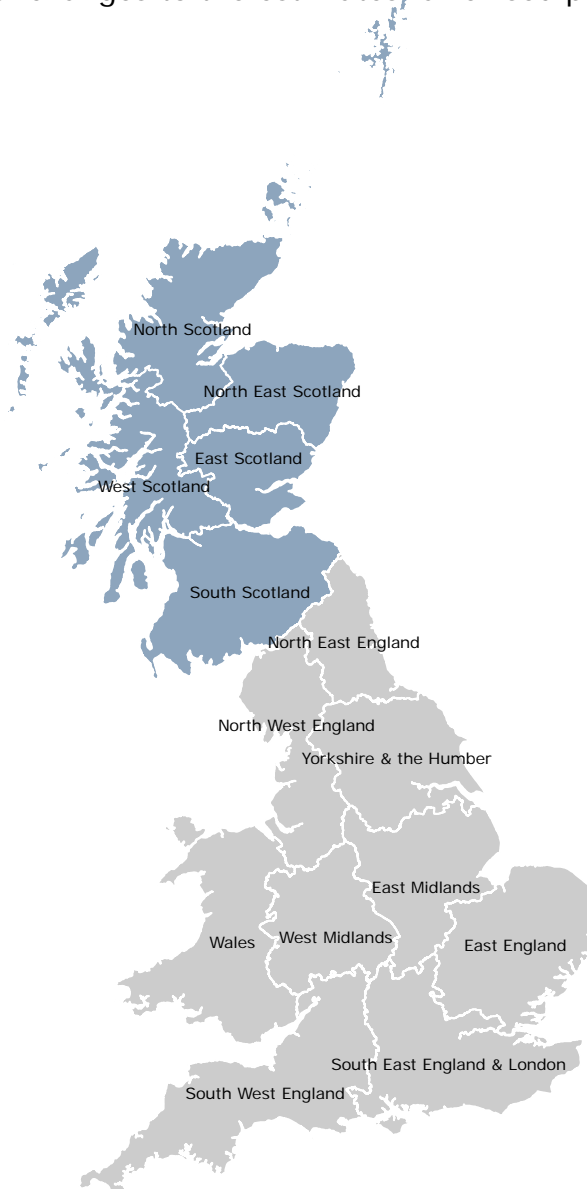 North Scotland
North East Scotland
East Scotland
West Scotland
South Scotland
North East England
North West England
Yorkshire & the Humber
East Midlands
West Midlands
Wales
East England
South East England & London
South West England